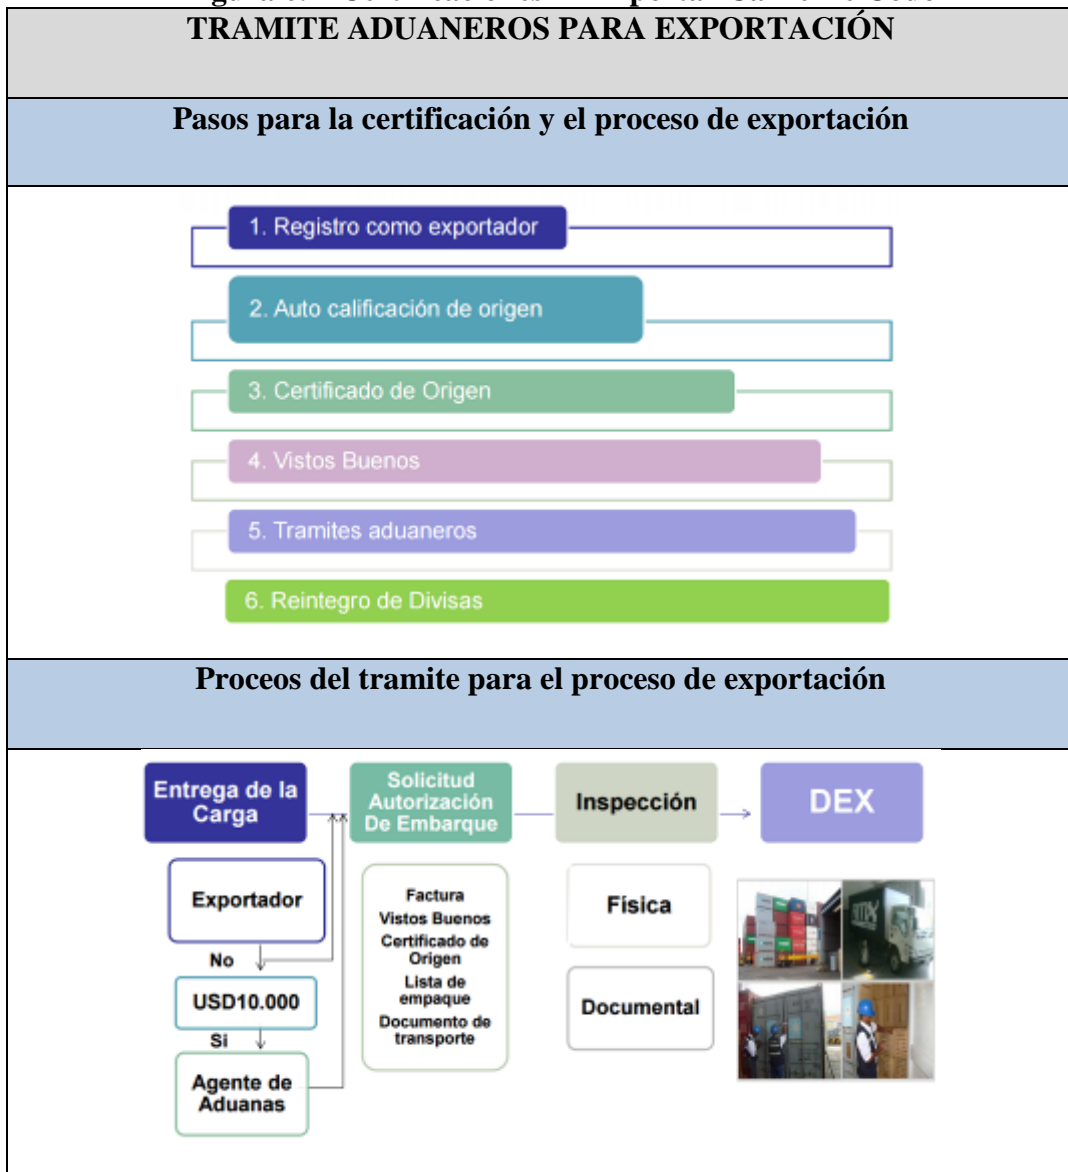 TRAMITE ADUANEROS PARA EXPORTACIÓN
Pasos para la certificación y el proceso de exportación
1. Registro como exportador
2. Auto calificación de origen
3. Certificado de Origen
4. Vistos Buenos
5. Tramites aduaneros
6. Reintegro de Divisas
Proceos del tramite para el proceso de exportación
Entrega de la
Carga
Exportador
No
USD10.000
Si
Agente de
Aduanas
Solicitud
Autorización
De Embarque
Factura
Vistos Buenos
Certificado de
Origen
Lista de
empaque
Documento de
transporte
Inspección
Física
Documental
DEX